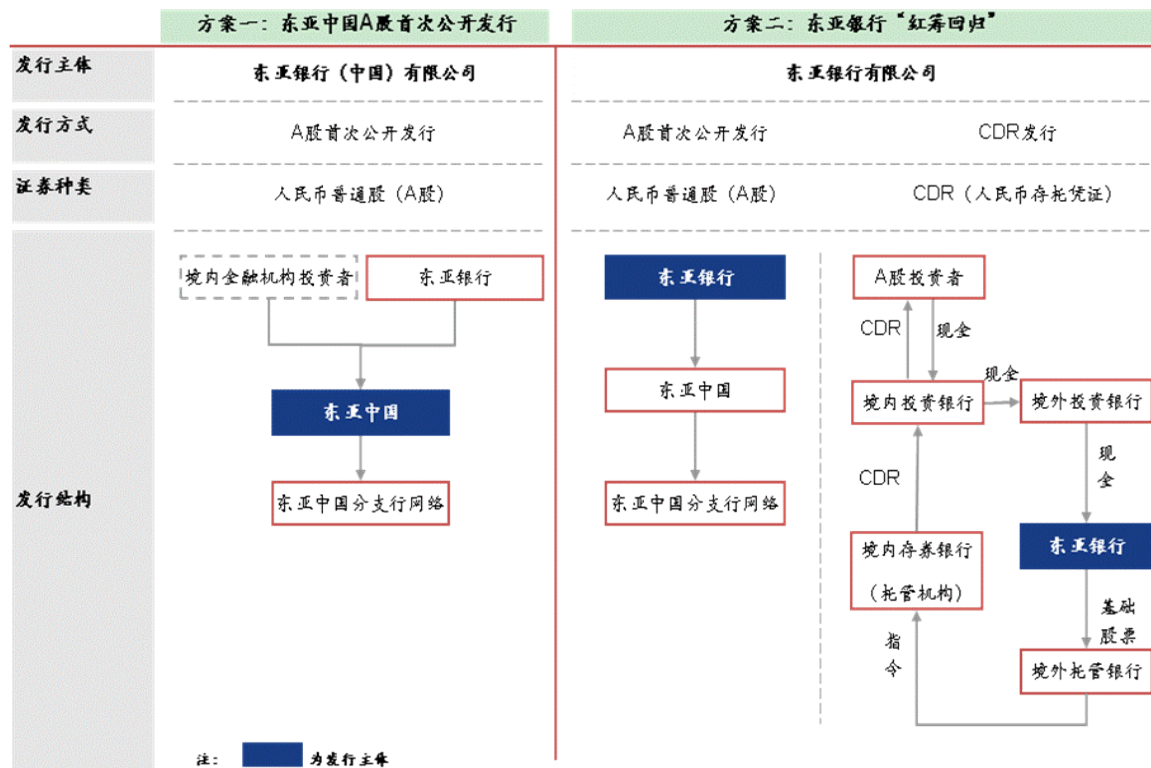 方案一：东亚中国A股首次公开发行
方案二：东亚银行“红筹回归”
发行主体
东亚银行（中国）有限公司
东亚银行有限公司
发行方式
A股首次公开发行
A股首次公开发行
CDR发行
证券种类
人民币普通股（A股）
人民币普通股（A股）
CDR（人民币存托凭证）
发行结构
境内金融机构投资者
东亚银行
东亚中国
东亚中国分支行网络
东亚银行
东亚中国
东亚中国分支行网络
A股投资者
CDR
现金
境内投资银行
现金
境外投资银行
CDR
现
金
境内存券银行
（托管机构）
东亚银行
指
令
基础
股票
境外托管银行
注：
为发行主体